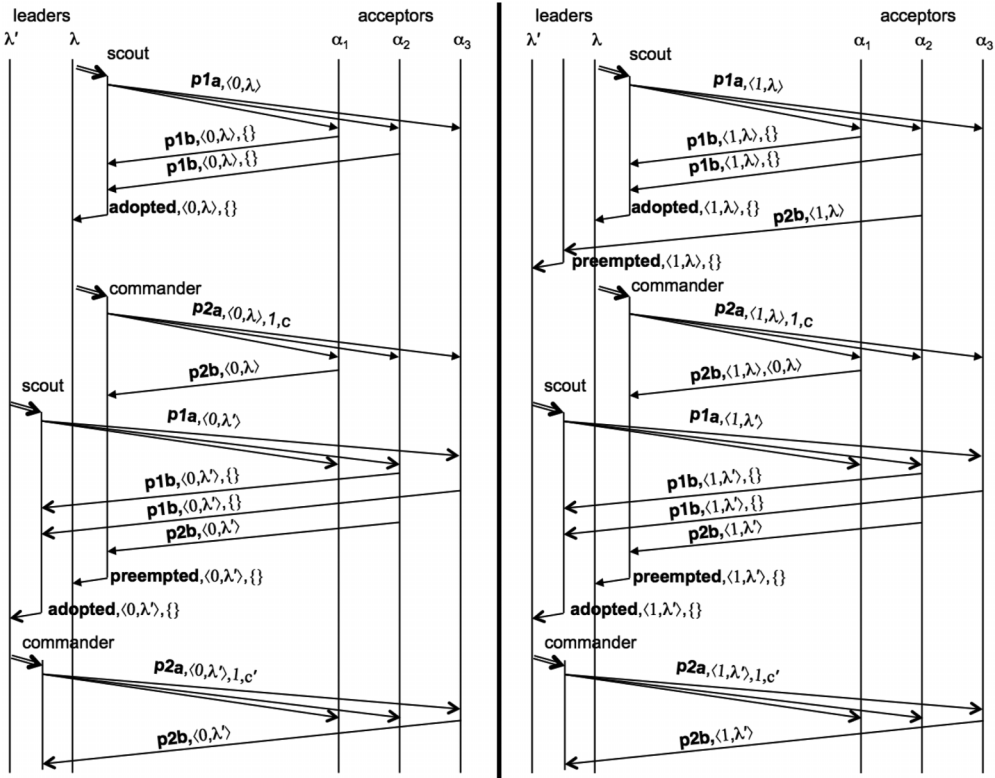 leaders
acceptors
λ′
λ
α1
α2
α3
scout
p1a,⟨0,λ⟩
p1b,⟨0,λ⟩,{}
p1b,⟨0,λ⟩,{}
adopted,⟨0,λ⟩,{}
commander
p2a,⟨0,λ⟩,1,c
p2b,⟨0,λ⟩
scout
p1a,⟨0,λ′⟩
p1b,⟨0,λ′⟩,{}
p1b,⟨0,λ′⟩,{}
p2b,⟨0,λ′⟩
preempted,⟨0,λ′⟩,{}
adopted,⟨0,λ′⟩,{}
commander
p2a,⟨0,λ′⟩,1,c′
p2b,⟨0,λ′⟩
leaders
acceptors
λ′
λ
α1
α2
α3
scout
p1a,⟨1,λ⟩
p1b,⟨1,λ⟩,{}
p1b,⟨1,λ⟩,{}
adopted,⟨1,λ⟩,{}
p2b,⟨1,λ⟩
preempted,⟨1,λ⟩,{}
commander
p2a,⟨1,λ⟩,1,c
p2b,⟨1,λ⟩,⟨0,λ⟩
scout
p1a,⟨1,λ′⟩
p1b,⟨1,λ′⟩,{}
p1b,⟨1,λ′⟩,{}
p2b,⟨1,λ′⟩
preempted,⟨1,λ′⟩,{}
adopted,⟨1,λ′⟩,{}
commander
p2a,⟨1,λ′⟩,1,c′
p2b,⟨1,λ′⟩